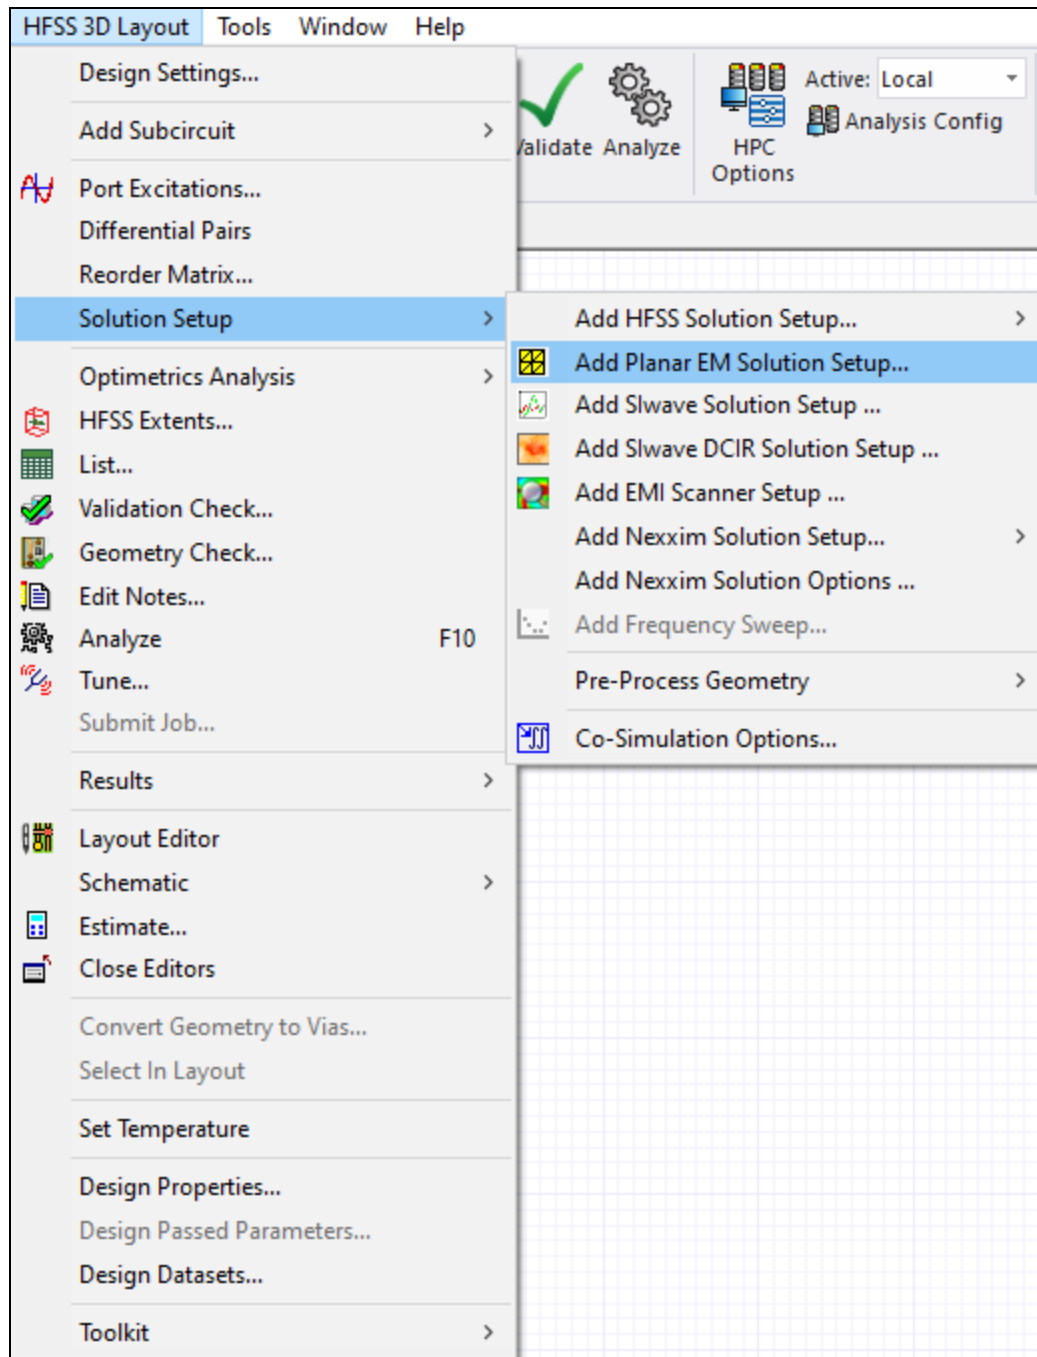 HFSS 3D Layout Tools Window Help
Design Settings...
Add Subcircuit
Port Excitations...
Differential Pairs
Reorder Matrix...
Solution Setup
Optimetrics Analysis
HFSS Extents...
List...
Validation Check...
Geometry Check...
Edit Notes...
Analyze F10
Tune...
Submit Job...
Results
Layout Editor
Schematic
Estimate...
Close Editors
Convert Geometry to Vias...
Select In Layout
Set Temperature
Design Properties...
Design Passed Parameters...
Design Datasets...
Toolkit
Validate Analyze
HPC
Options
Active: Local
Analysis Config
Add HFSS Solution Setup...
Add Planar EM Solution Setup...
Add SIwave Solution Setup ...
Add SIwave DCIR Solution Setup ...
Add EMI Scanner Setup ...
Add Nexxim Solution Setup...
Add Nexxim Solution Options ...
Add Frequency Sweep...
Pre-Process Geometry
Co-Simulation Options...